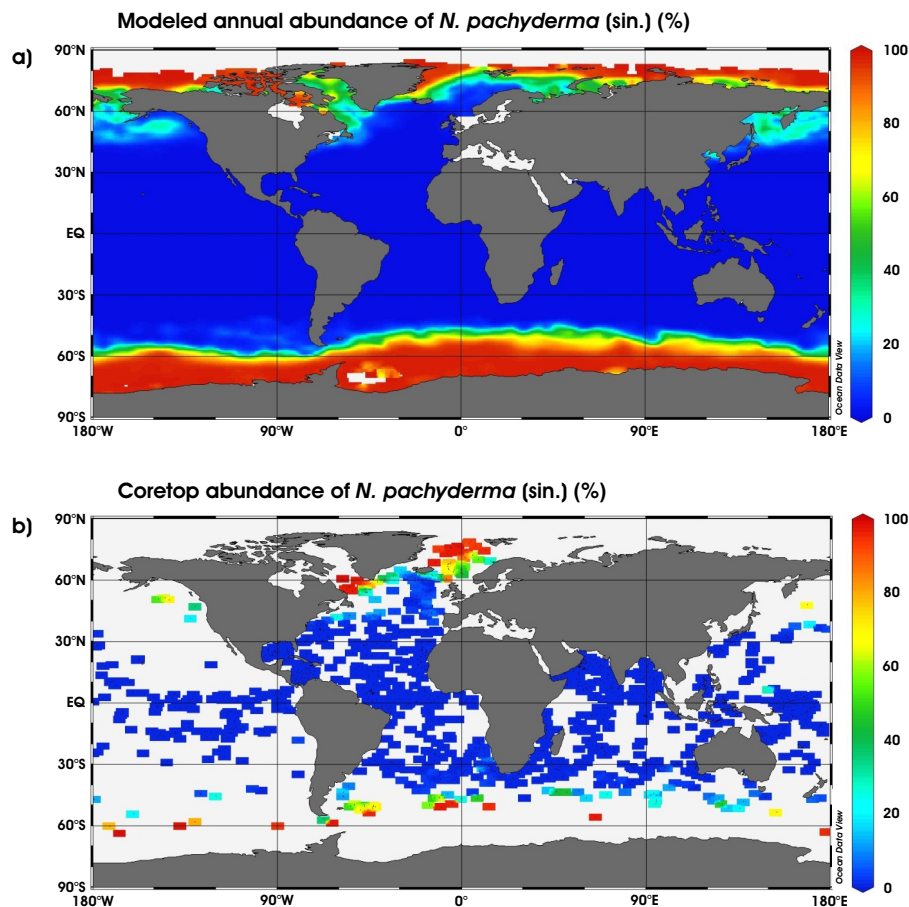 Modeled annual abundance of N. pachyderma (sin.) (%)
a)
90°N
60°N
30°N
EQ
30°S
60°S
90°S
180°W
90°W
0°
90°E
180°E
100
80
60
40
20
0
Ocean Data View
Coretop abundance of N. pachyderma (sin.) (%)
b)
90°N
60°N
30°N
EQ
30°S
60°S
90°S
180°W
90°W
0°
90°E
180°E
100
80
60
40
20
0
Ocean Data View